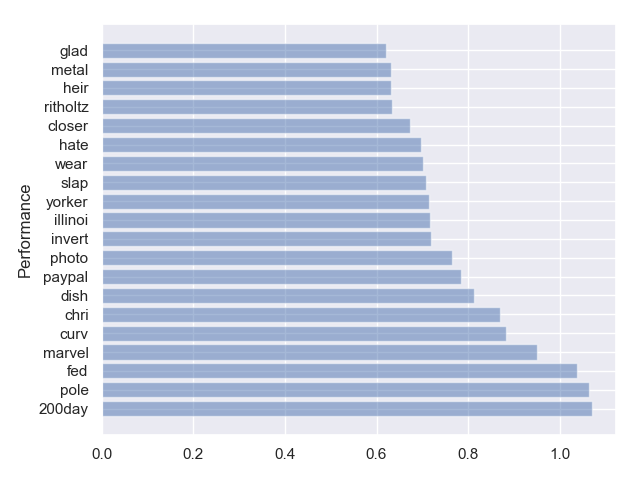 glad
metal
heir
ritholtz
closer
hate
wear
slap
yorker
illinoi
invert
photo
paypal
dish
chri
curv
marvel
fed
pole
200day
Performance
0.0 0.2 0.4 0.6 0.8 1.0